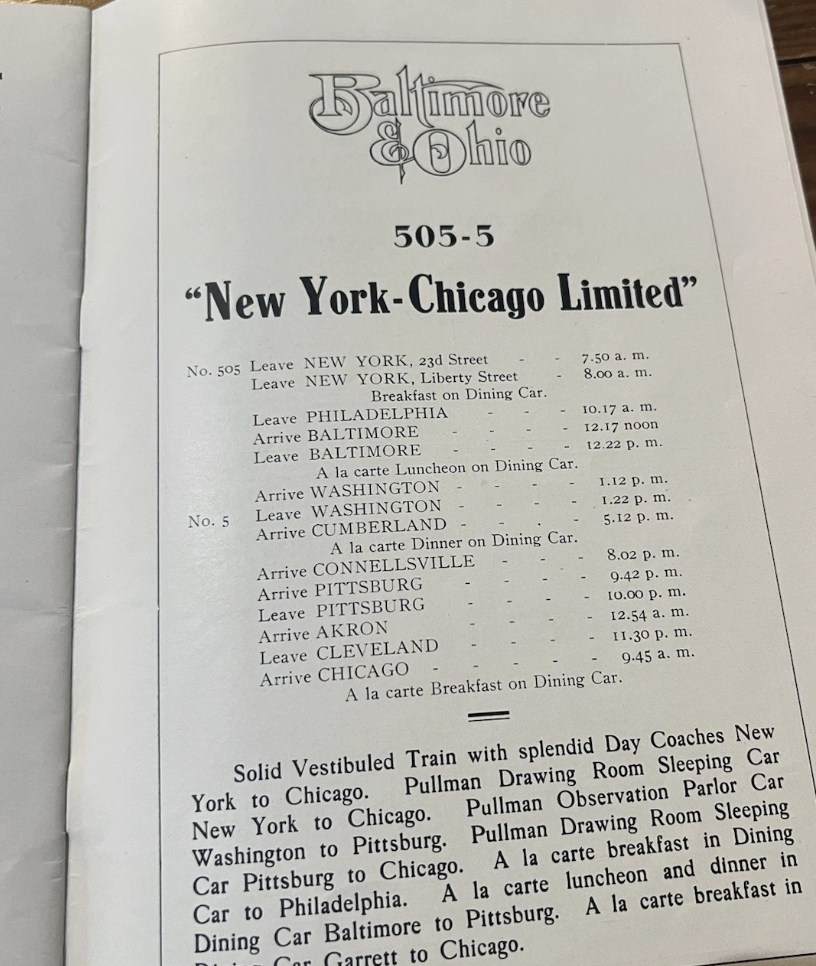 Baltimore
& Ohio
505-5
“New York-Chicago Limited”
No. 505 Leave NEW YORK, 23d Street - - 7.50 a. m.
Leave NEW YORK, Liberty Street - 8.00 a. m.
Breakfast on Dining Car.
Leave PHILADELPHIA - - - 10.17 a. m.
Arrive BALTIMORE - - - - 12.17 noon
Leave BALTIMORE - - - - 12.22 p. m.
A la carte Luncheon on Dining Car.
Arrive WASHINGTON - - - - 1.12 p. m.
No. 5 Leave WASHINGTON - - - - 1.22 p. m.
Arrive CUMBERLAND - - - - 5.12 p. m.
A la carte Dinner on Dining Car.
Arrive CONNELLSVILLE - - - 8.02 p. m.
Arrive PITTSBURG - - - - 9.42 p. m.
Leave PITTSBURG - - - - 10.00 p. m.
Arrive AKRON - - - - 12.54 a. m.
Leave CLEVELAND - - - - 11.30 p. m.
Arrive CHICAGO - - - - - 9.45 a. m.
A la carte Breakfast on Dining Car.
Solid Vestibuled Train with splendid Day Coaches New
York to Chicago. Pullman Drawing Room Sleeping Car
New York to Chicago. Pullman Observation Parlor Car
Washington to Pittsburg. Pullman Drawing Room Sleeping
Car Pittsburg to Chicago. A la carte breakfast in Dining
Car to Philadelphia. A la carte luncheon and dinner in
Dining Car Baltimore to Pittsburg. A la carte breakfast in
Dining Car Garrett to Chicago.